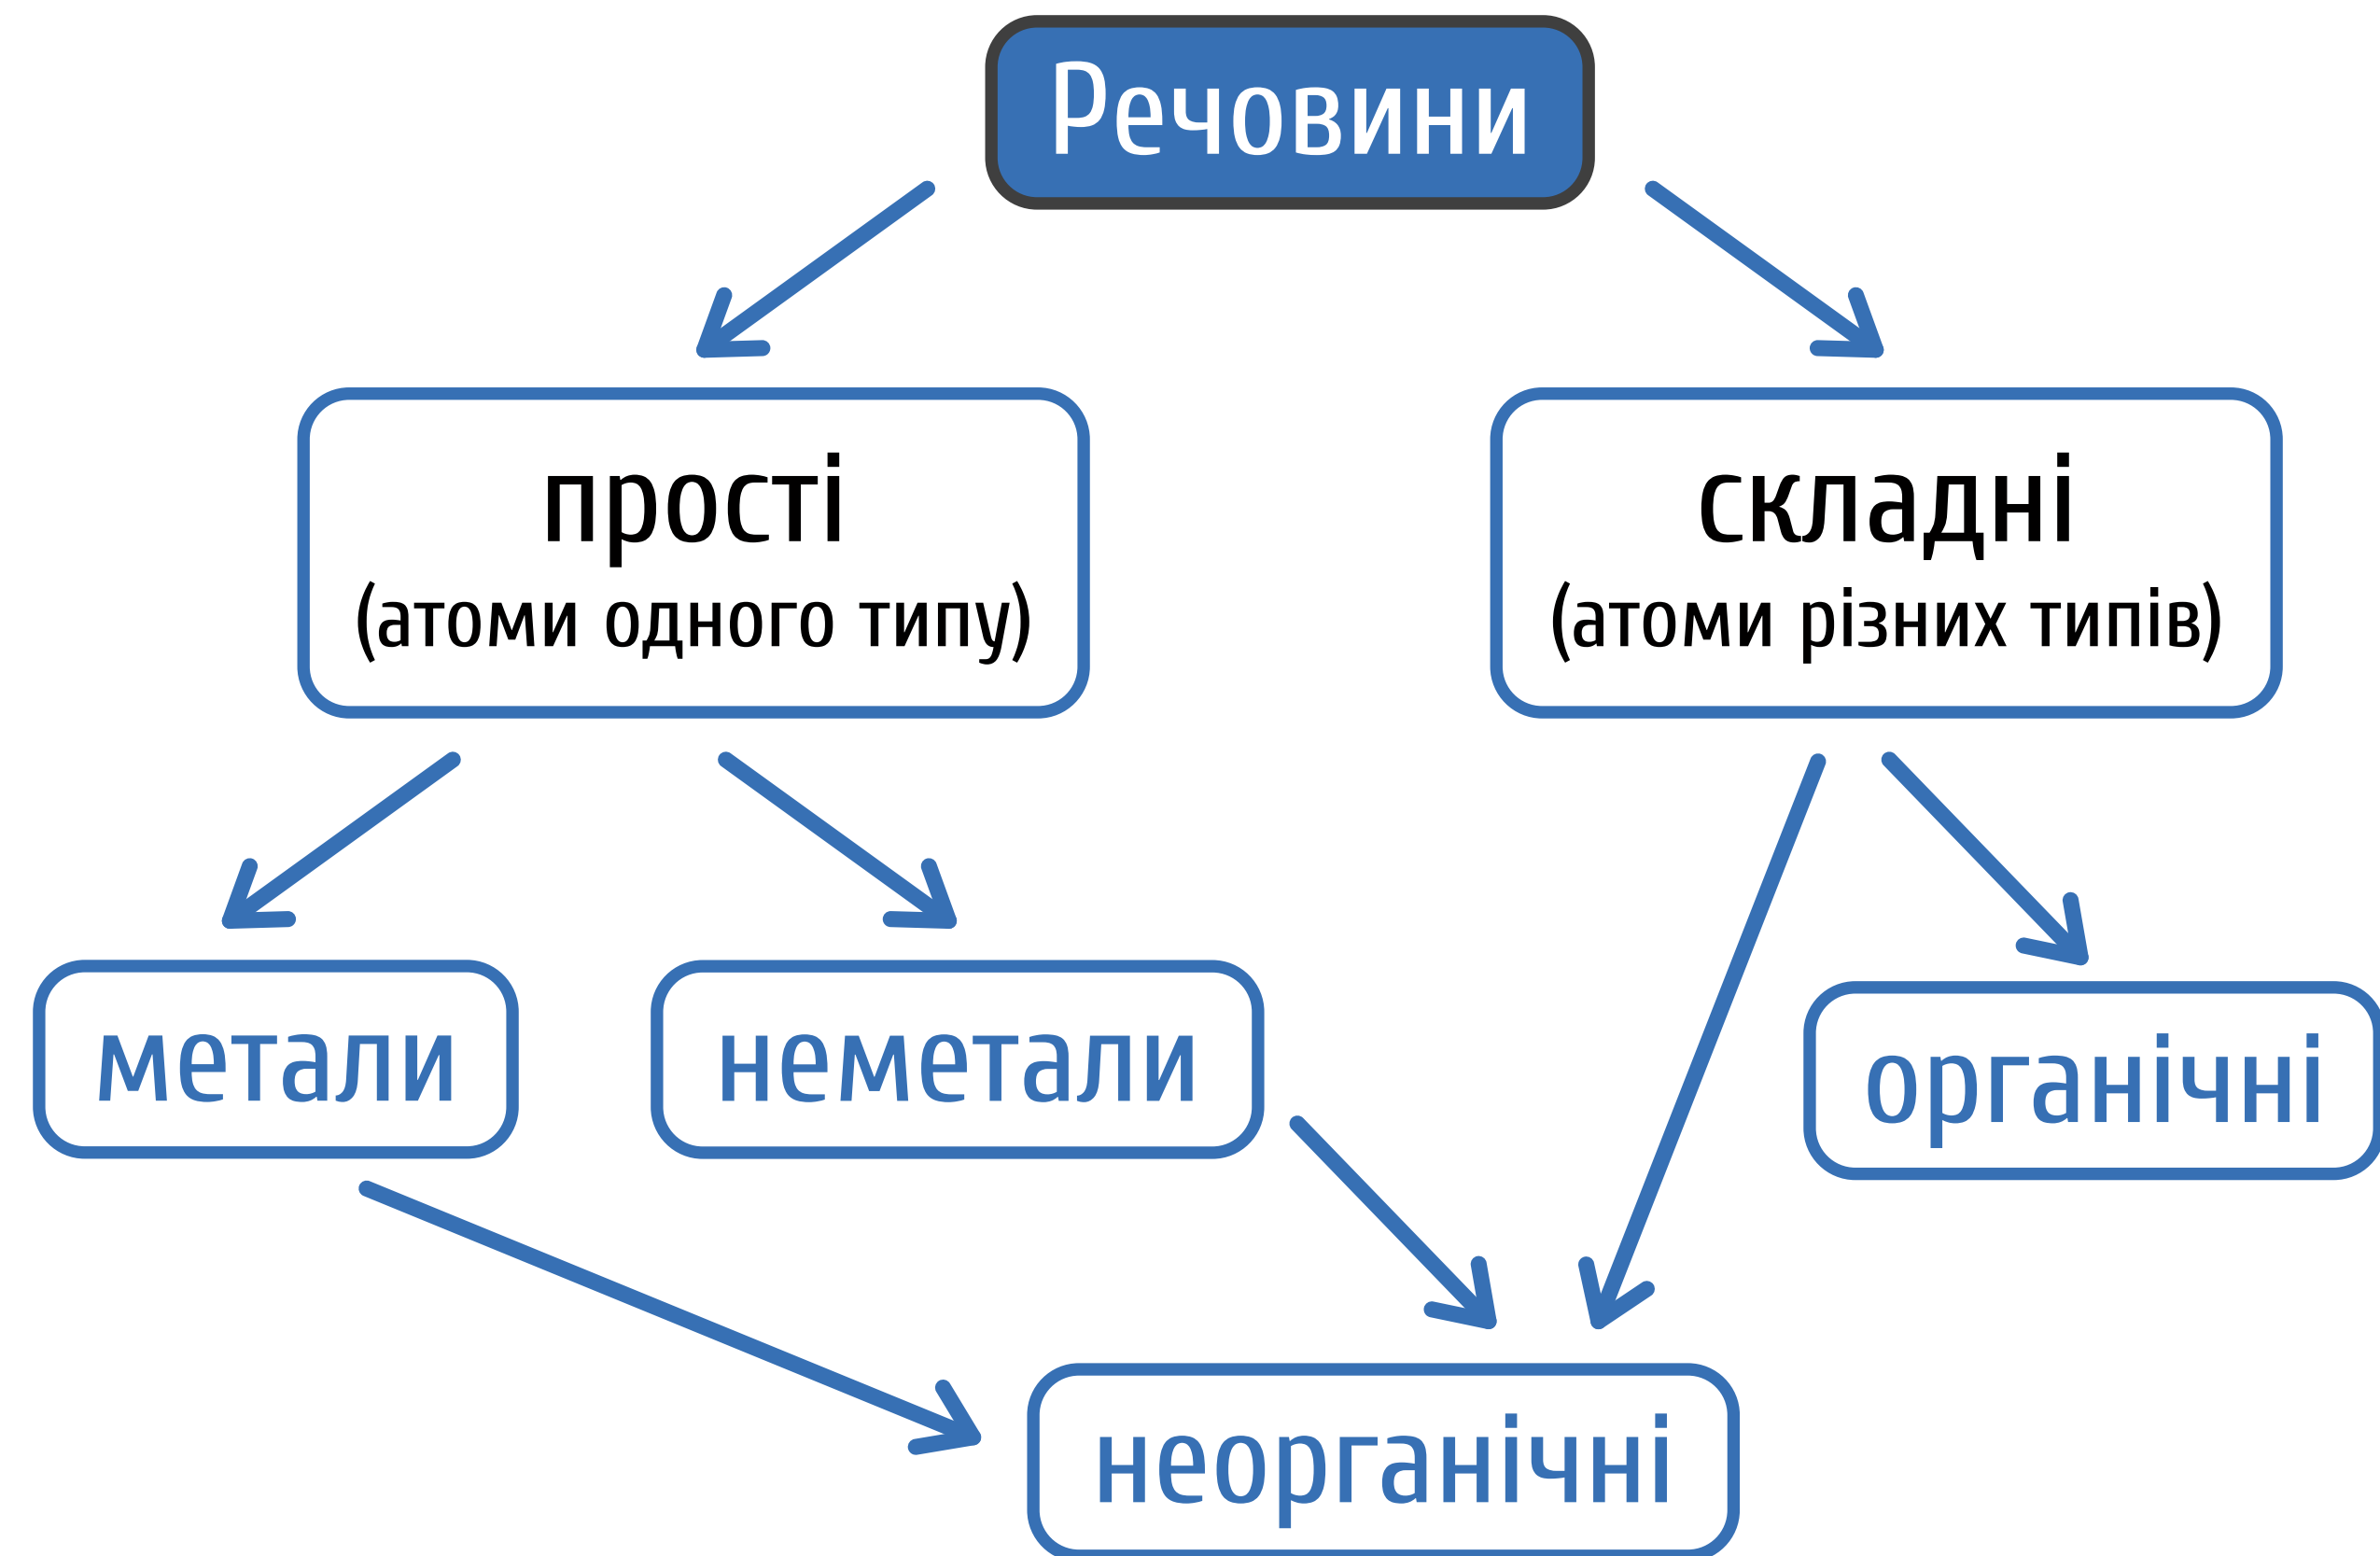 Речовини
прості
(атоми одного типу)
складні
(атоми різних типів)
метали
неметали
органічні
неорганічні